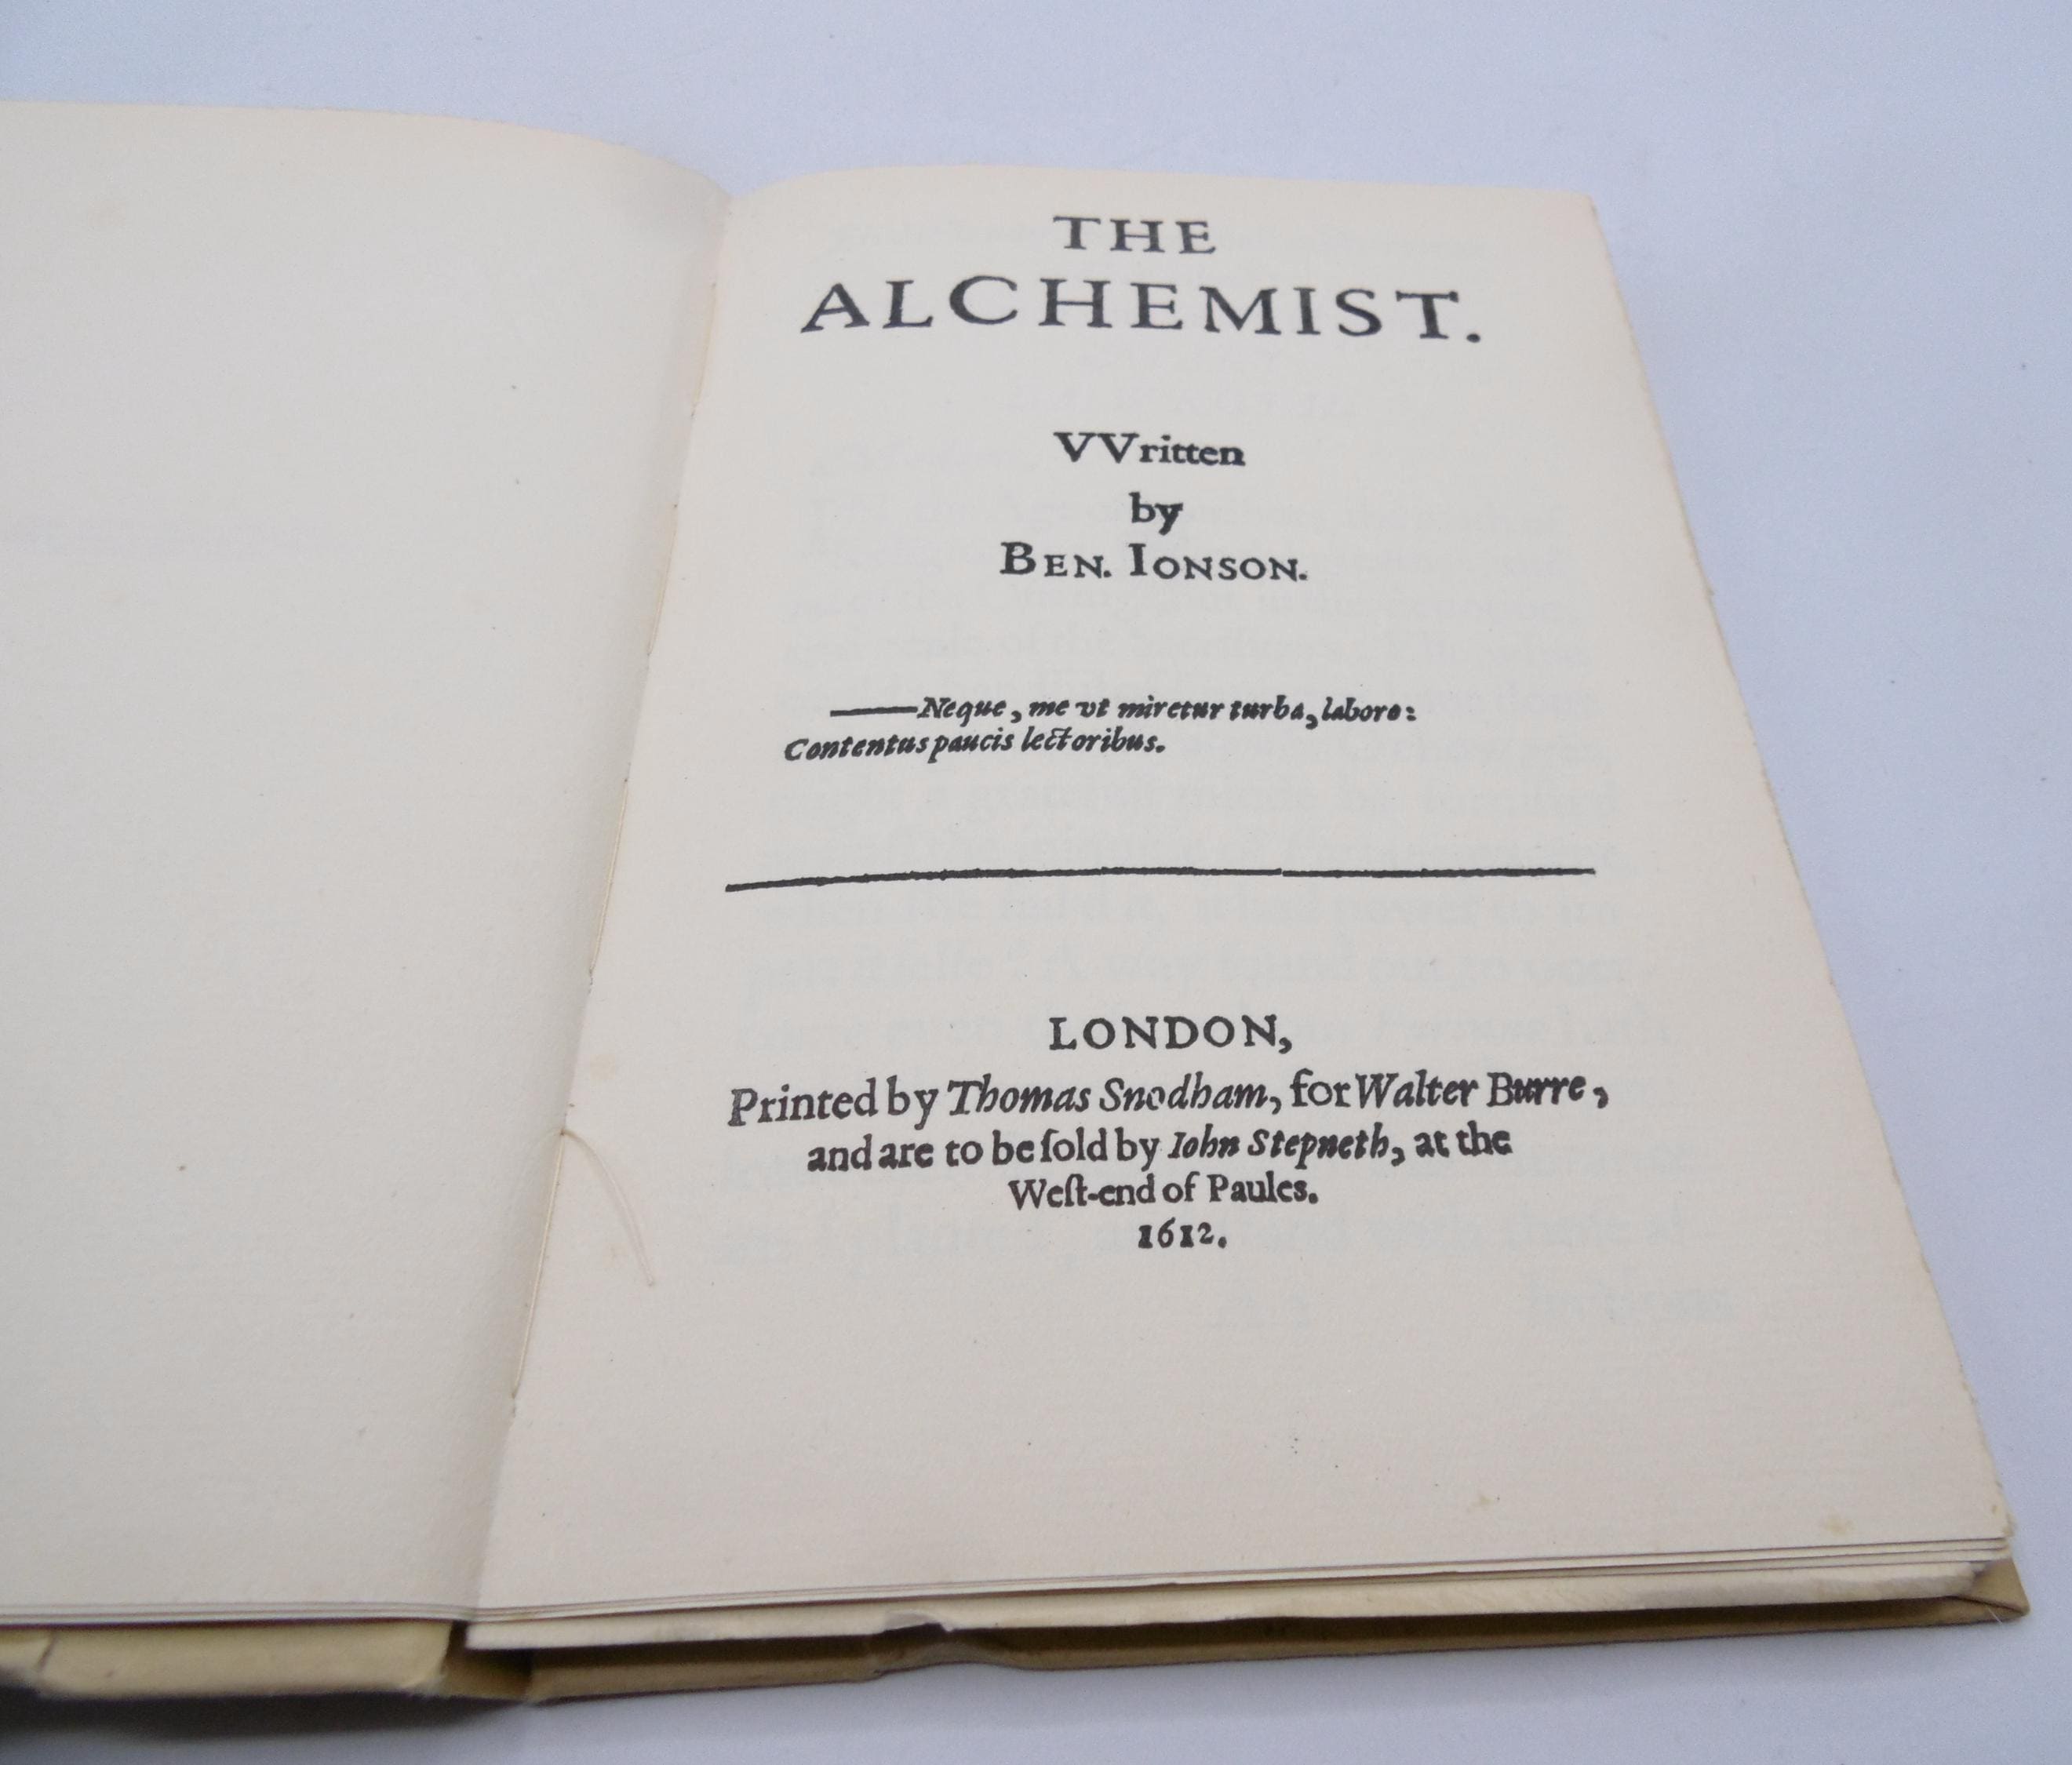 THE
ALCHEMIST.
VVritten
by
BEN. IONSON.
——Neque, me vt miretur turba, laboro:
Contentus paucis lectoribus.
LONDON,
Printed by Thomas Snodham, for Walter Burre,
and are to be ſold by Iohn Stepneth, at the
Weſt-end of Paules.
1612.